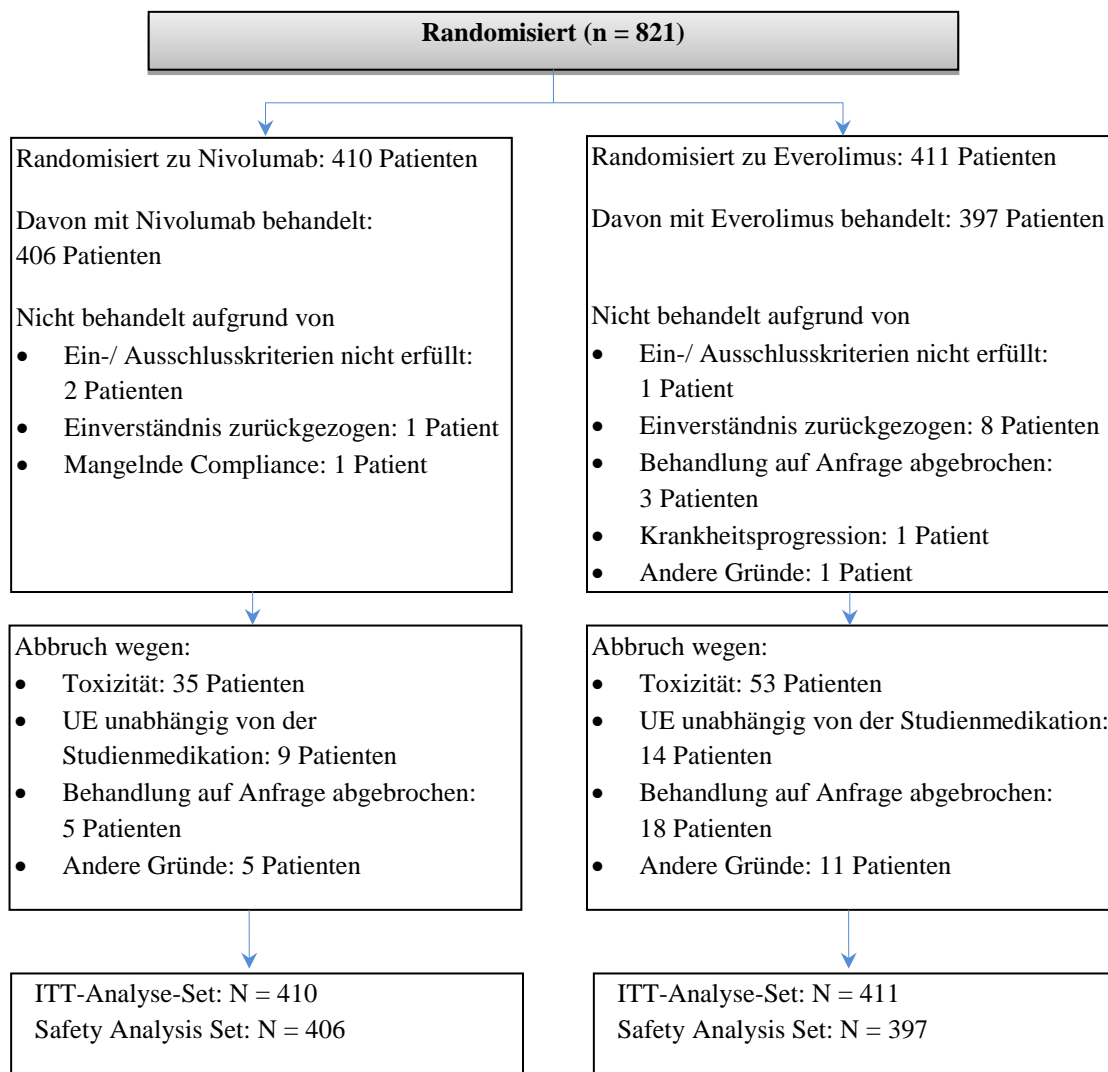 Randomisiert (n = 821)
Randomisiert zu Nivolumab: 410 Patienten
Davon mit Nivolumab behandelt:
406 Patienten
Nicht behandelt aufgrund von
• Ein-/ Ausschlusskriterien nicht erfüllt:
2 Patienten
• Einverständnis zurückgezogen: 1 Patient
• Mangelnde Compliance: 1 Patient
Randomisiert zu Everolimus: 411 Patienten
Davon mit Everolimus behandelt: 397 Patienten
Nicht behandelt aufgrund von
• Ein-/ Ausschlusskriterien nicht erfüllt:
1 Patient
• Einverständnis zurückgezogen: 8 Patienten
• Behandlung auf Anfrage abgebrochen:
3 Patienten
• Krankheitsprogression: 1 Patient
• Andere Gründe: 1 Patient
Abbruch wegen:
• Toxizität: 35 Patienten
• UE unabhängig von der
Studienmedikation: 9 Patienten
• Behandlung auf Anfrage abgebrochen:
5 Patienten
• Andere Gründe: 5 Patienten
Abbruch wegen:
• Toxizität: 53 Patienten
• UE unabhängig von der Studienmedikation:
14 Patienten
• Behandlung auf Anfrage abgebrochen:
18 Patienten
• Andere Gründe: 11 Patienten
ITT-Analyse-Set: N = 410
Safety Analysis Set: N = 406
ITT-Analyse-Set: N = 411
Safety Analysis Set: N = 397